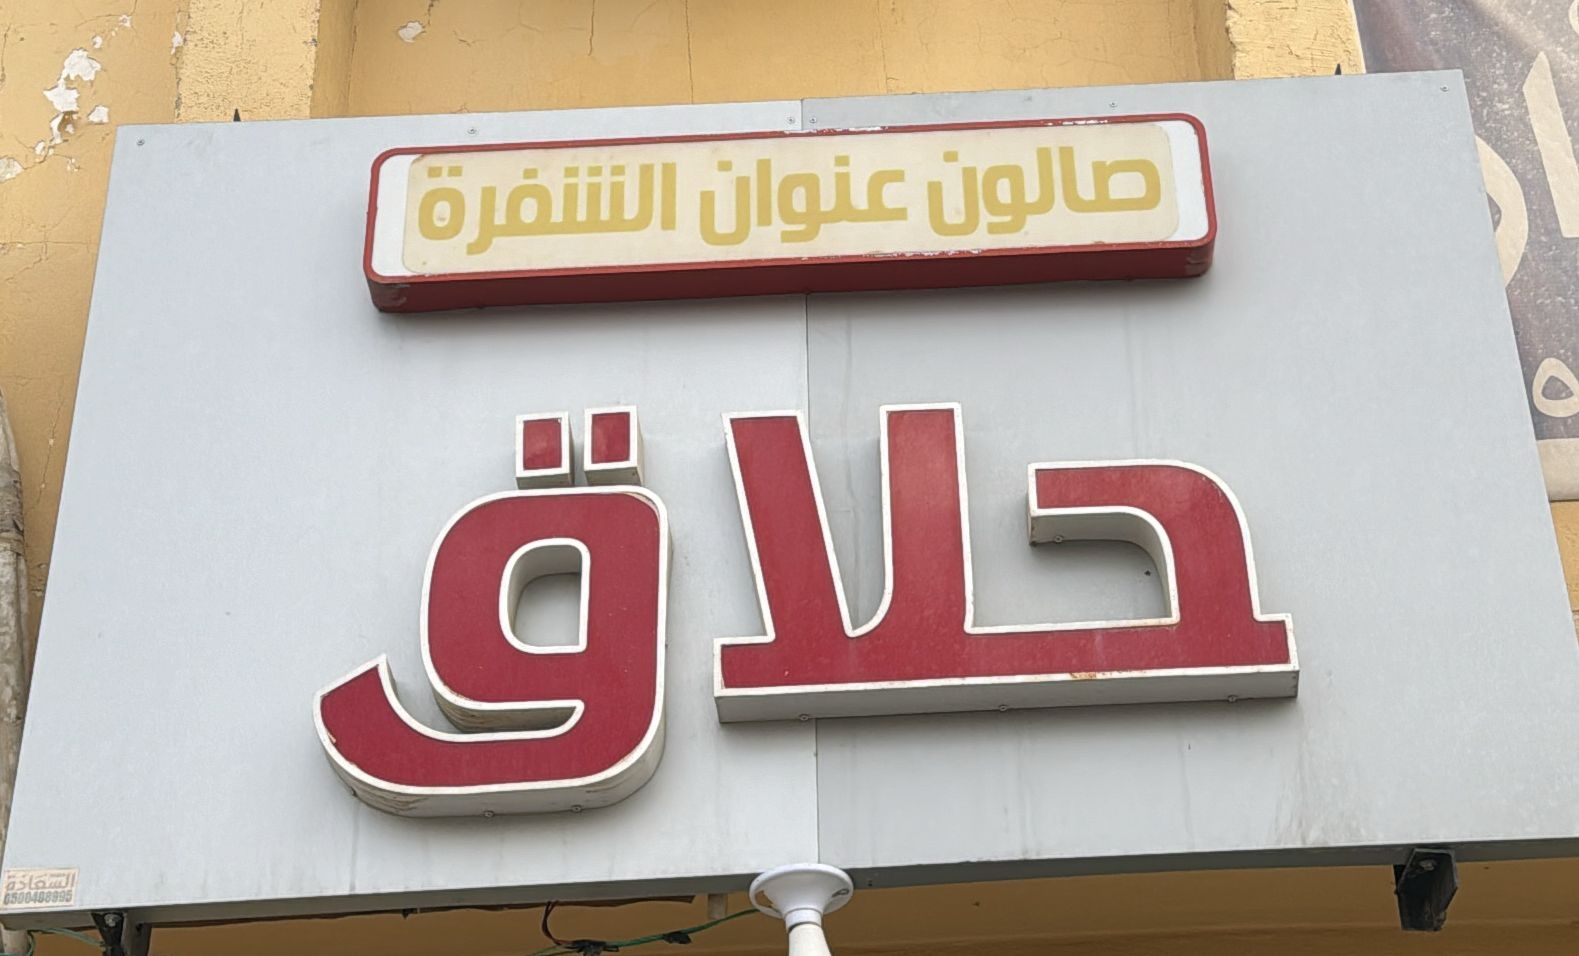 صالون عنوان الشفرة
حلاق